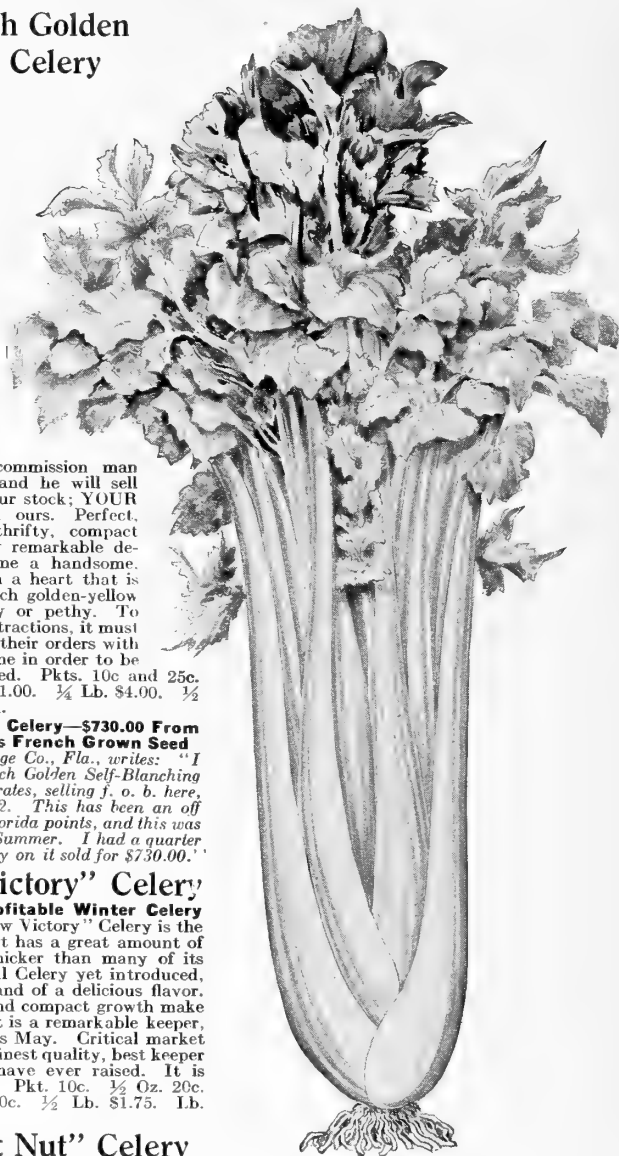 h Golden
Celery
commission man
and he will sell
ur stock; YOUR
ours. Perfect,
thrifty, compact
remarkable de-
me a handsome.
a heart that is
ch golden-yellow
y or pethy. To
tractions, it must
their orders with
ne in order to be
ed. Pkts. 10c and 25c.
1.00. ¼ Lb. $4.00. ½
Celery—$730.00 From
s French Grown Seed
ge Co., Fla., writes: "I
ch Golden Self-Blanching
rates, selling f. o. b. here,
2. This has been an off
orida points, and this was
Summer. I had a quarter
y on it sold for $730.00."
ictory" Celery
ofitable Winter Celery
w Victory" Celery is the
t has a great amount of
hicker than many of its
l Celery yet introduced,
and of a delicious flavor.
nd compact growth make
t is a remarkable keeper,
s May. Critical market
inest quality, best keeper
have ever raised. It is
Pkt. 10c. ½ Oz. 20c.
0c. ½ Lb. $1.75. Lb.
t Nut" Celery